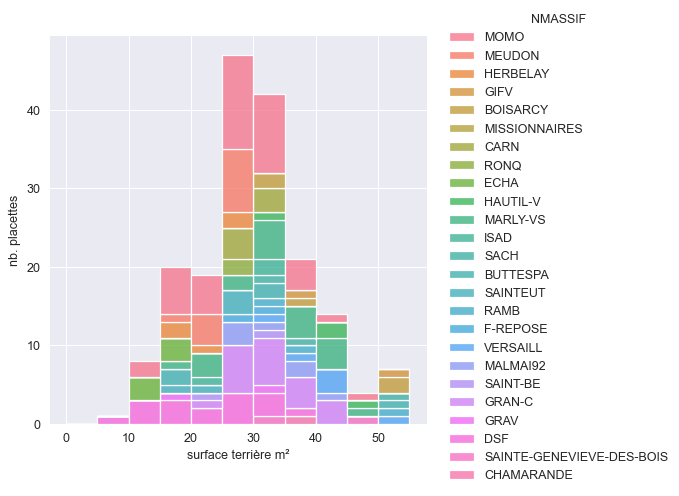 NMASSIF
MOMO
MEUDON
HERBELAY
GIFV
BOISARCY
MISSIONNAIRES
CARN
RONQ
ECHA
HAUTIL-V
MARLY-VS
ISAD
SACH
BUTTESPA
SAINTEUT
RAMB
F-REPOSE
VERSAILL
MALMAI92
SAINT-BE
GRAN-C
GRAV
DSF
SAINTE-GENEVIEVE-DES-BOIS
CHAMARANDE
nb. placettes
40
30
20
10
0
0 10 20 30 40 50
surface terrière m²